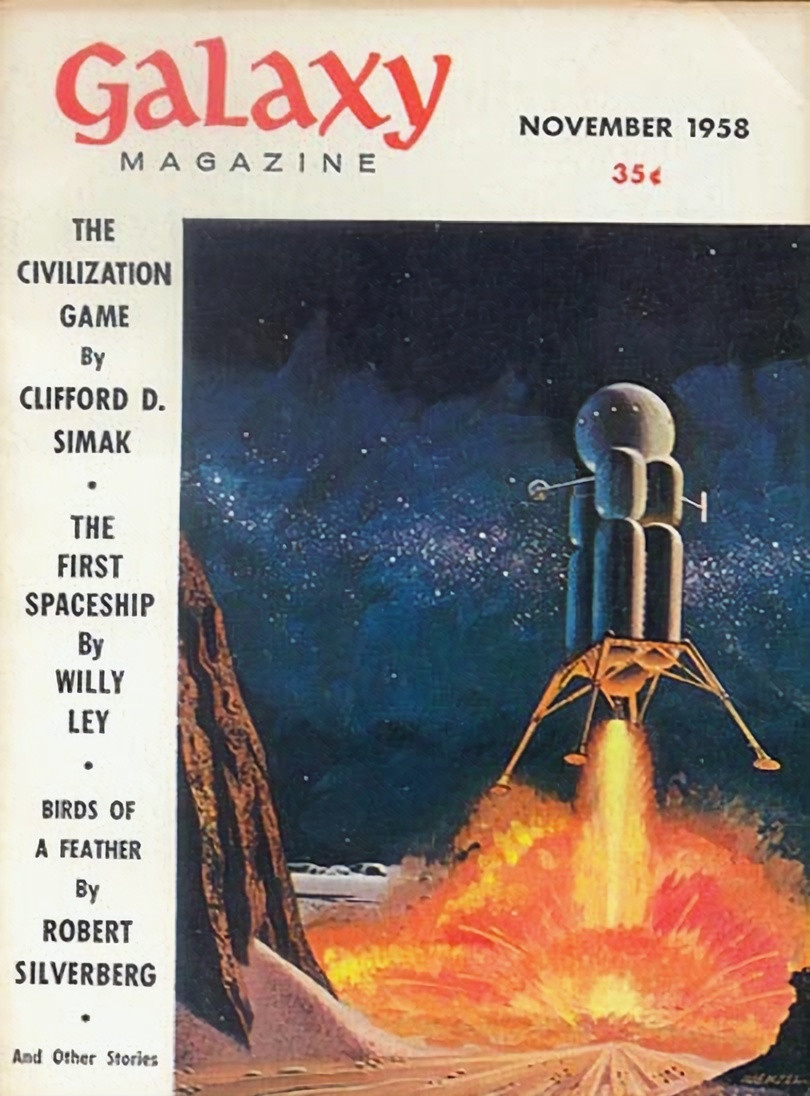 Galaxy
MAGAZINE
NOVEMBER 1958
35¢
THE
CIVILIZATION
GAME
By
CLIFFORD D.
SIMAK
•
THE
FIRST
SPACESHIP
By
WILLY
LEY
•
BIRDS OF
A FEATHER
By
ROBERT
SILVERBERG
•
And Other Stories